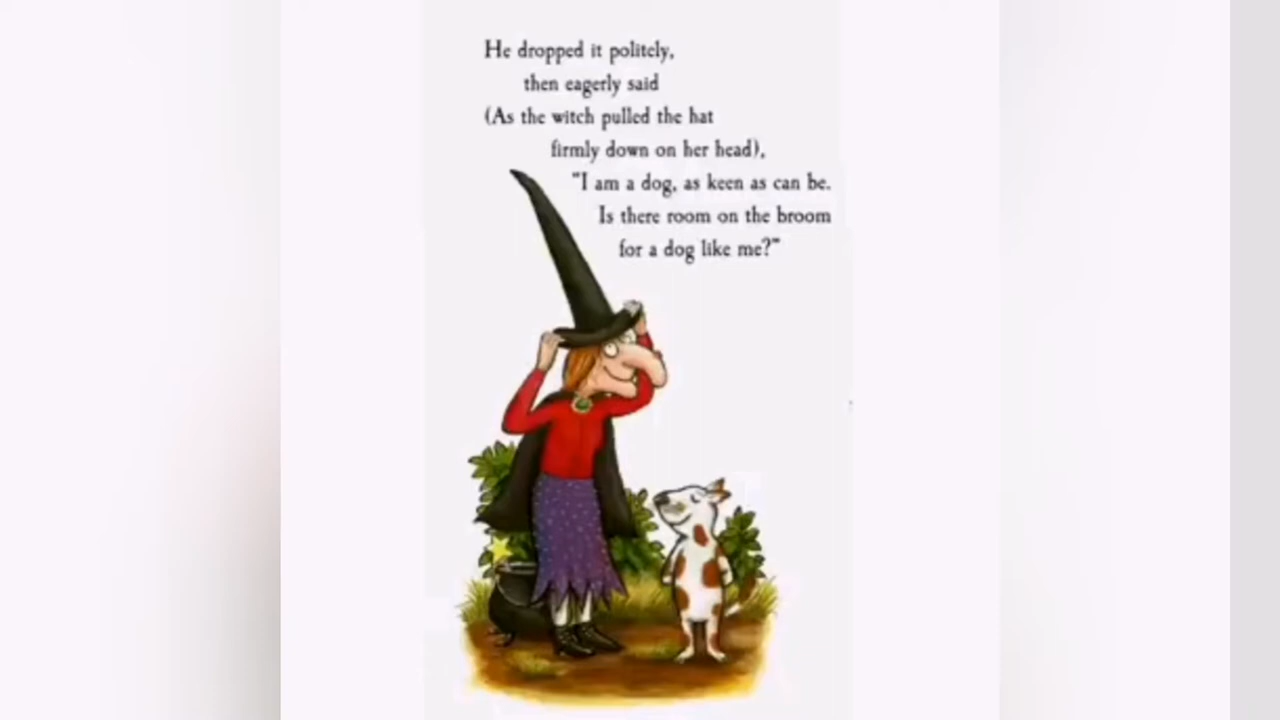 He dropped it politely,
then eagerly said
(As the witch pulled the hat
firmly down on her head),
"I am a dog, as keen as can be.
Is there room on the broom
for a dog like me?"